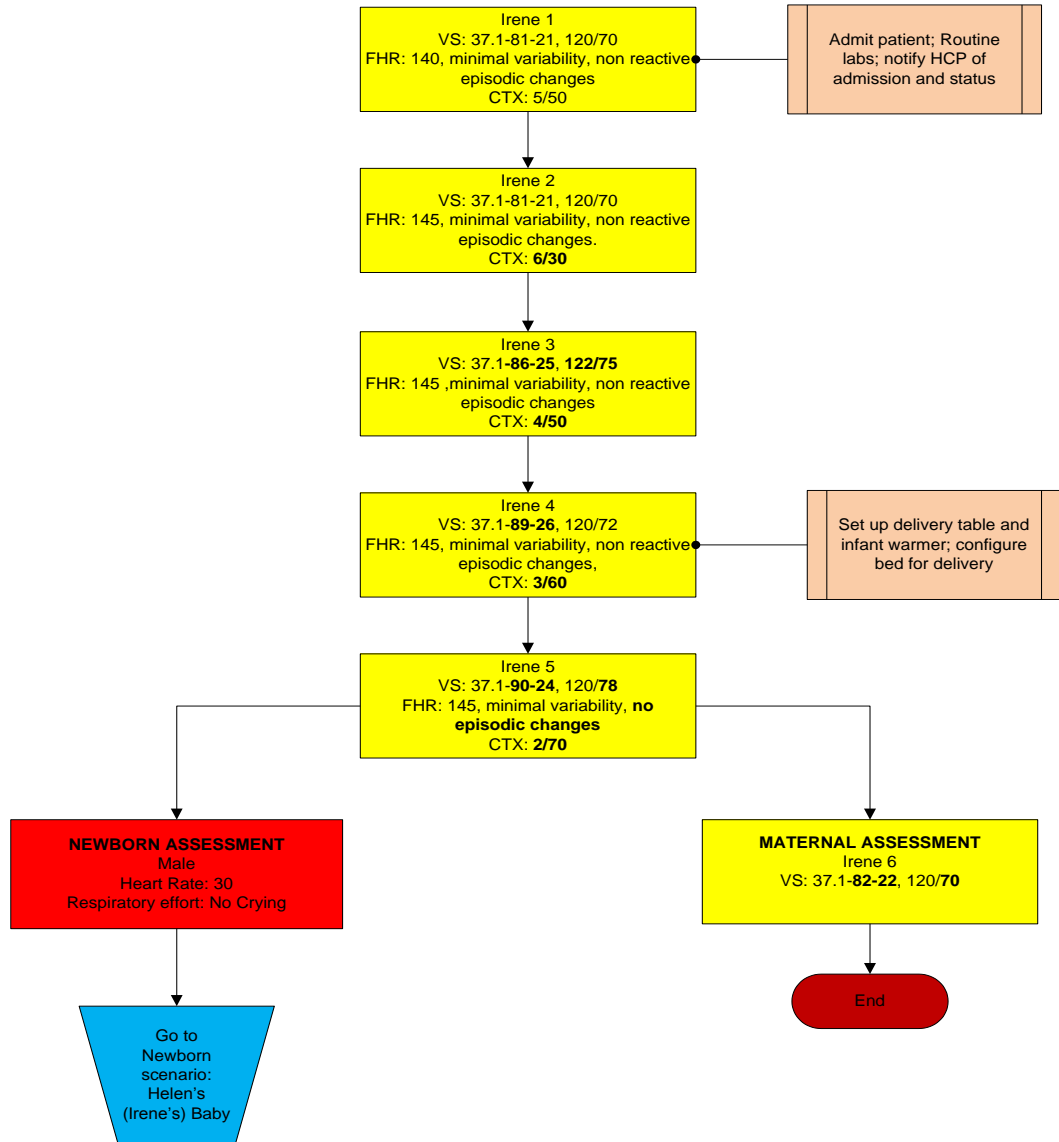 Irene 1
VS: 37.1-81-21, 120/70
FHR: 140, minimal variability, non reactive
episodic changes
CTX: 5/50
Admit patient; Routine
labs; notify HCP of
admission and status
Irene 2
VS: 37.1-81-21, 120/70
FHR: 145, minimal variability, non reactive
episodic changes.
CTX: 6/30
Irene 3
VS: 37.1-86-25, 122/75
FHR: 145 ,minimal variability, non reactive
episodic changes
CTX: 4/50
Irene 4
VS: 37.1-89-26, 120/72
FHR: 145, minimal variability, non reactive
episodic changes,
CTX: 3/60
Set up delivery table and
infant warmer; configure
bed for delivery
Irene 5
VS: 37.1-90-24, 120/78
FHR: 145, minimal variability, no
episodic changes
CTX: 2/70
NEWBORN ASSESSMENT
Male
Heart Rate: 30
Respiratory effort: No Crying
MATERNAL ASSESSMENT
Irene 6
VS: 37.1-82-22, 120/70
Go to
Newborn
scenario:
Helen's
(Irene's) Baby
End